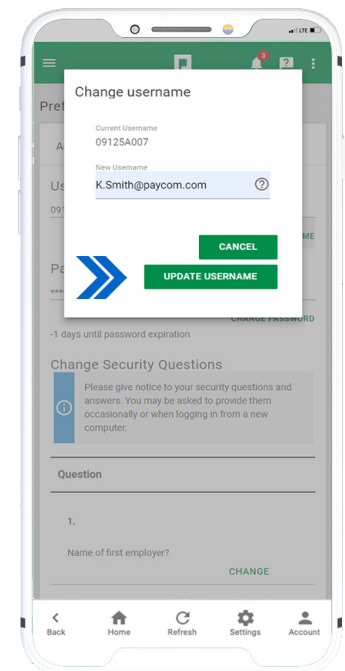 LTE
3
?
Pref
Change username
Current Username
09125A007
A
New Username
K.Smith@paycom.com
?
Us
091
CANCEL
ME
UPDATE USERNAME
Pa
***
CHANGE PASSWORD
-1 days until password expiration
Change Security Questions
Please give notice to your security questions and
answers. You may be asked to provide them
occasionally or when logging in from a new
computer.
Question
1.
Name of first employer?
CHANGE
Back Home Refresh Settings Account